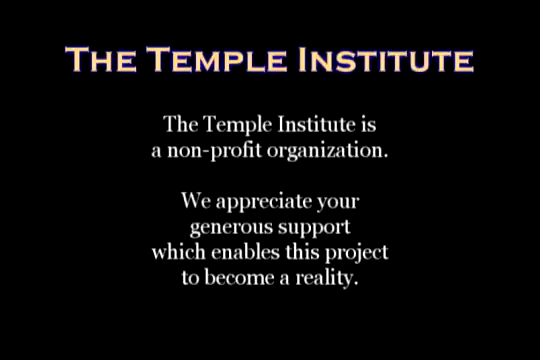 THE TEMPLE INSTITUTE
The Temple Institute is
a non-profit organization.
We appreciate your
generous support
which enables this project
to become a reality.